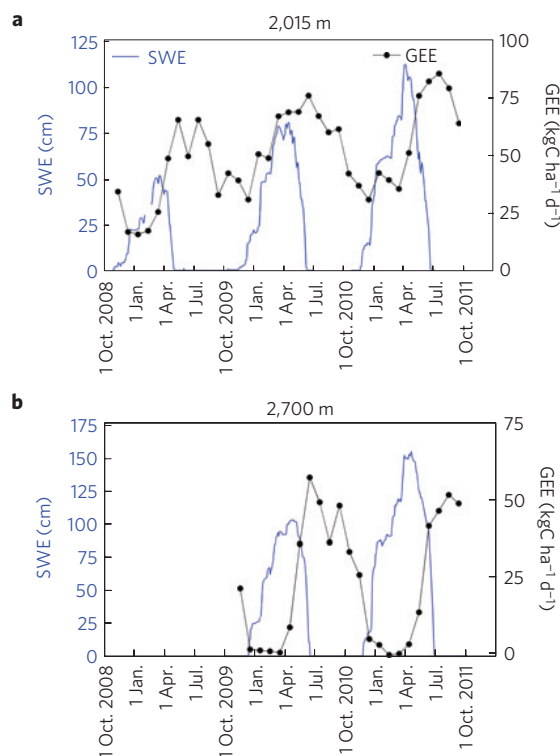 a
2,015 m
SWE
GEE
125
100
75
50
25
0
SWE (cm)
100
75
50
25
0
GEE (kgC ha⁻¹ d⁻¹)
1 Oct. 2008
1 Jan.
1 Apr.
1 Jul.
1 Oct. 2009
1 Jan.
1 Apr.
1 Jul.
1 Oct. 2010
1 Jan.
1 Apr.
1 Jul.
1 Oct. 2011
b
2,700 m
175
150
125
100
75
50
25
0
SWE (cm)
75
50
25
0
GEE (kgC ha⁻¹ d⁻¹)
1 Oct. 2008
1 Jan.
1 Apr.
1 Jul.
1 Oct. 2009
1 Jan.
1 Apr.
1 Jul.
1 Oct. 2010
1 Jan.
1 Apr.
1 Jul.
1 Oct. 2011